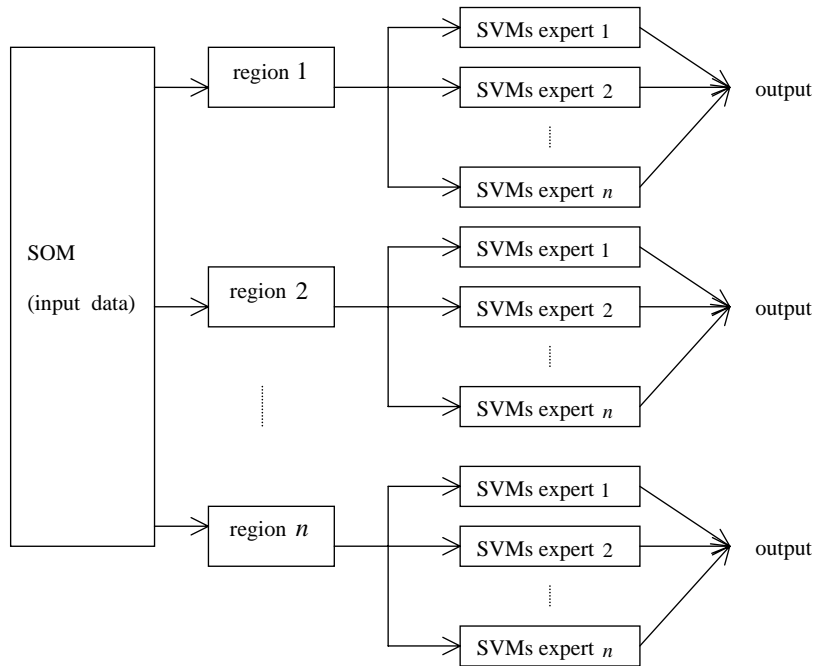 SOM
(input data)
region 1
SVMs expert 1
SVMs expert 2
SVMs expert n
output
region 2
SVMs expert 1
SVMs expert 2
SVMs expert n
output
region n
SVMs expert 1
SVMs expert 2
SVMs expert n
output